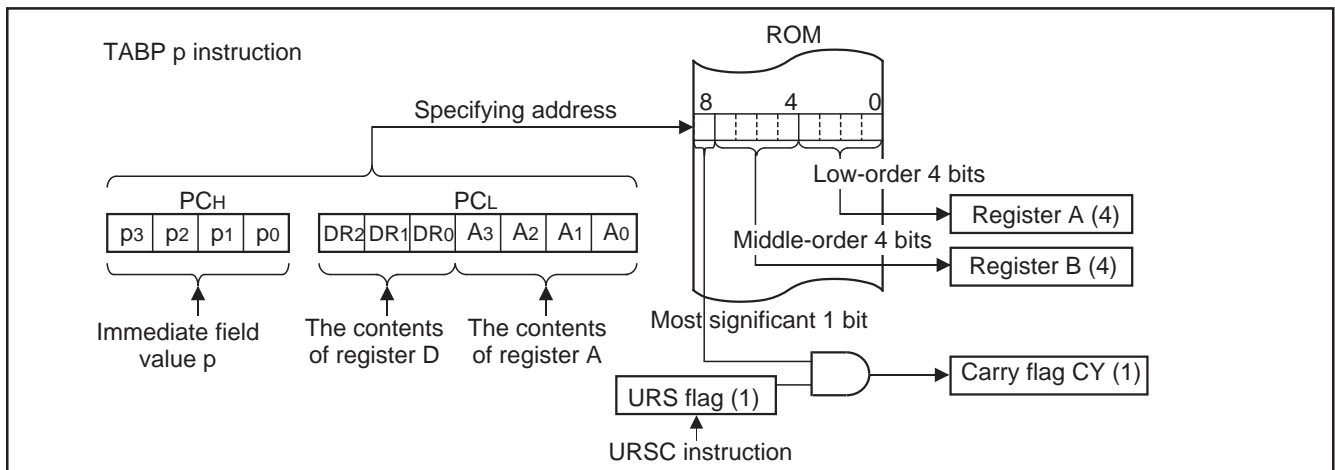 TABP p instruction
ROM
8 4 0
Specifying address
Low-order 4 bits
PCH PCL
p3 p2 p1 p0 DR2 DR1 DR0 A3 A2 A1 A0
Register A (4)
Middle-order 4 bits
Register B (4)
Immediate field
value p
The contents
of register D
The contents
of register A
Most significant 1 bit
Carry flag CY (1)
URS flag (1)
URSC instruction